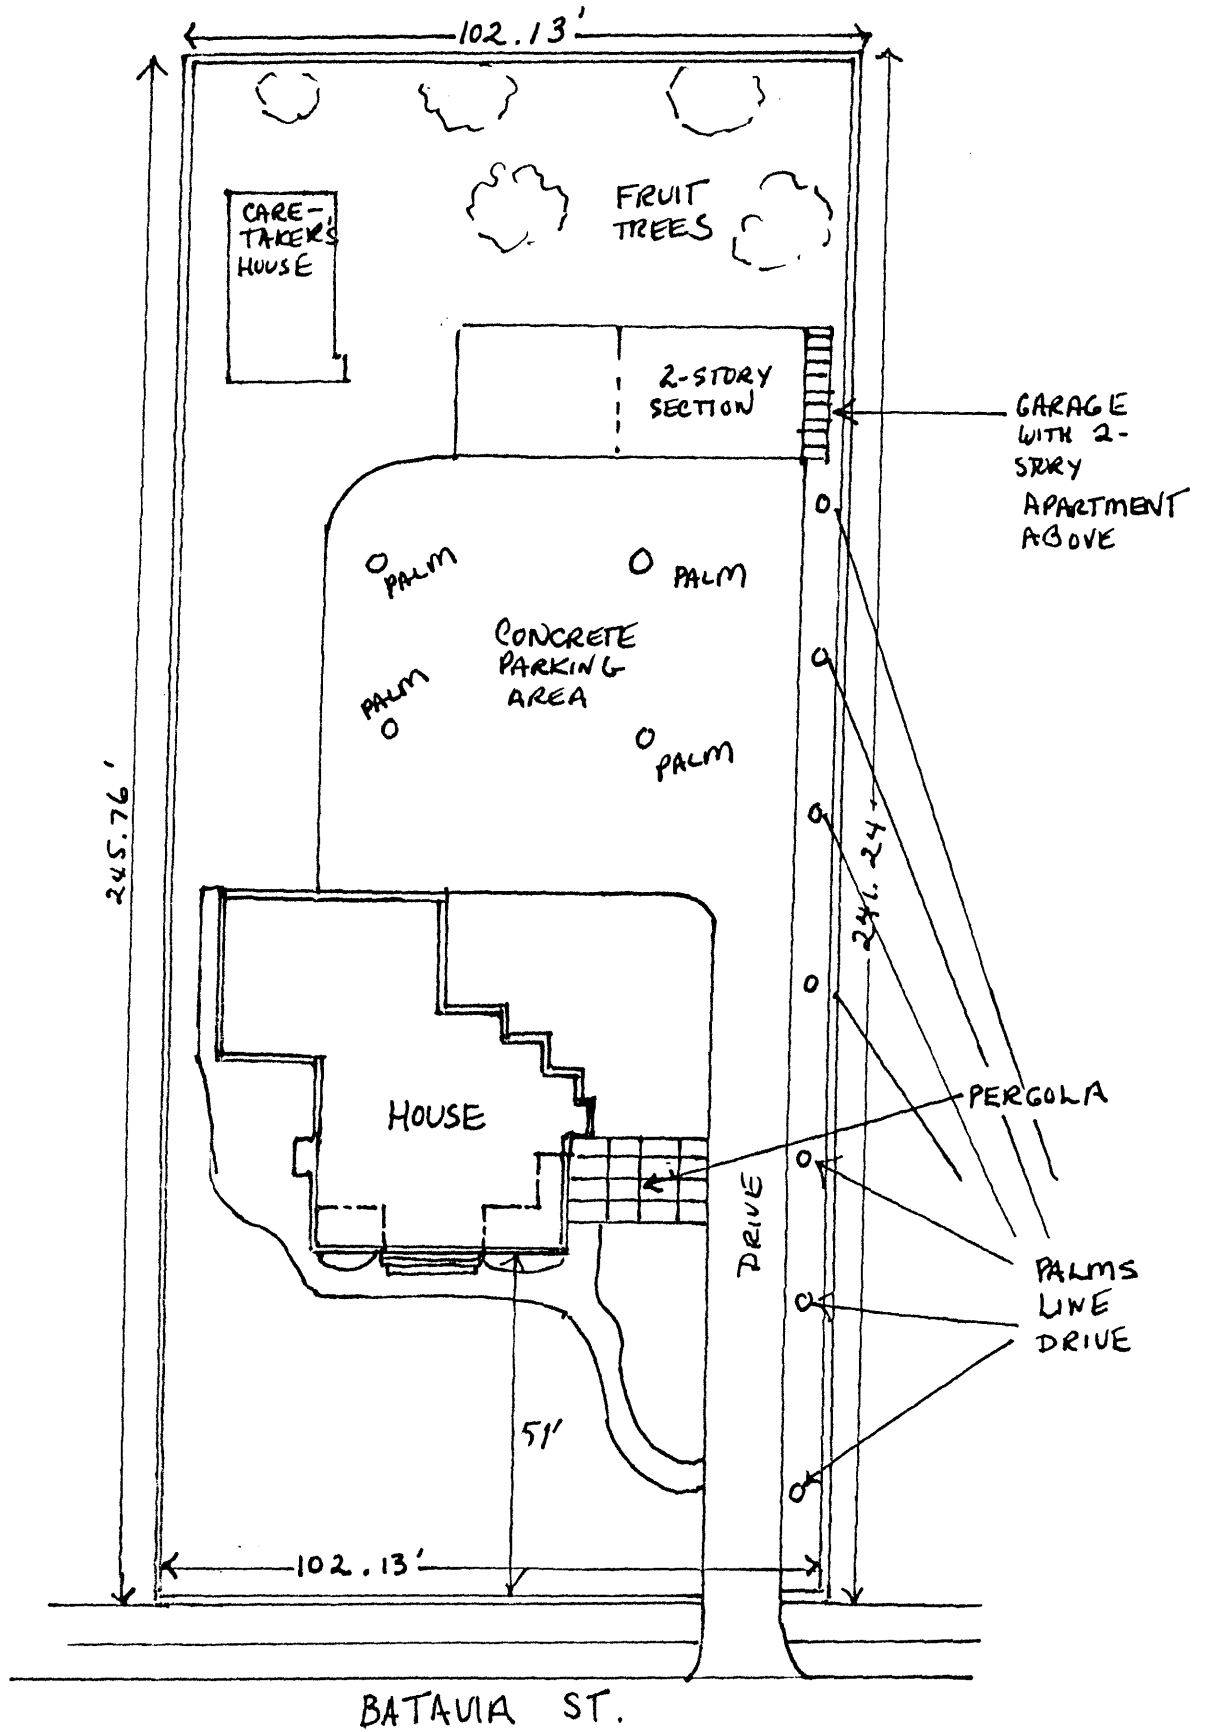 102.13'
FRUIT
TREES
CARE-
TAKER'S
HOUSE
2-STORY
SECTION
GARAGE
WITH 2-
STORY
APARTMENT
ABOVE
PALM
PALM
CONCRETE
PARKING
AREA
PALM
PALM
245.76'
241.24
HOUSE
PERGOLA
DRIVE
PALMS
LINE
DRIVE
51'
102.13'
BATAVIA ST.